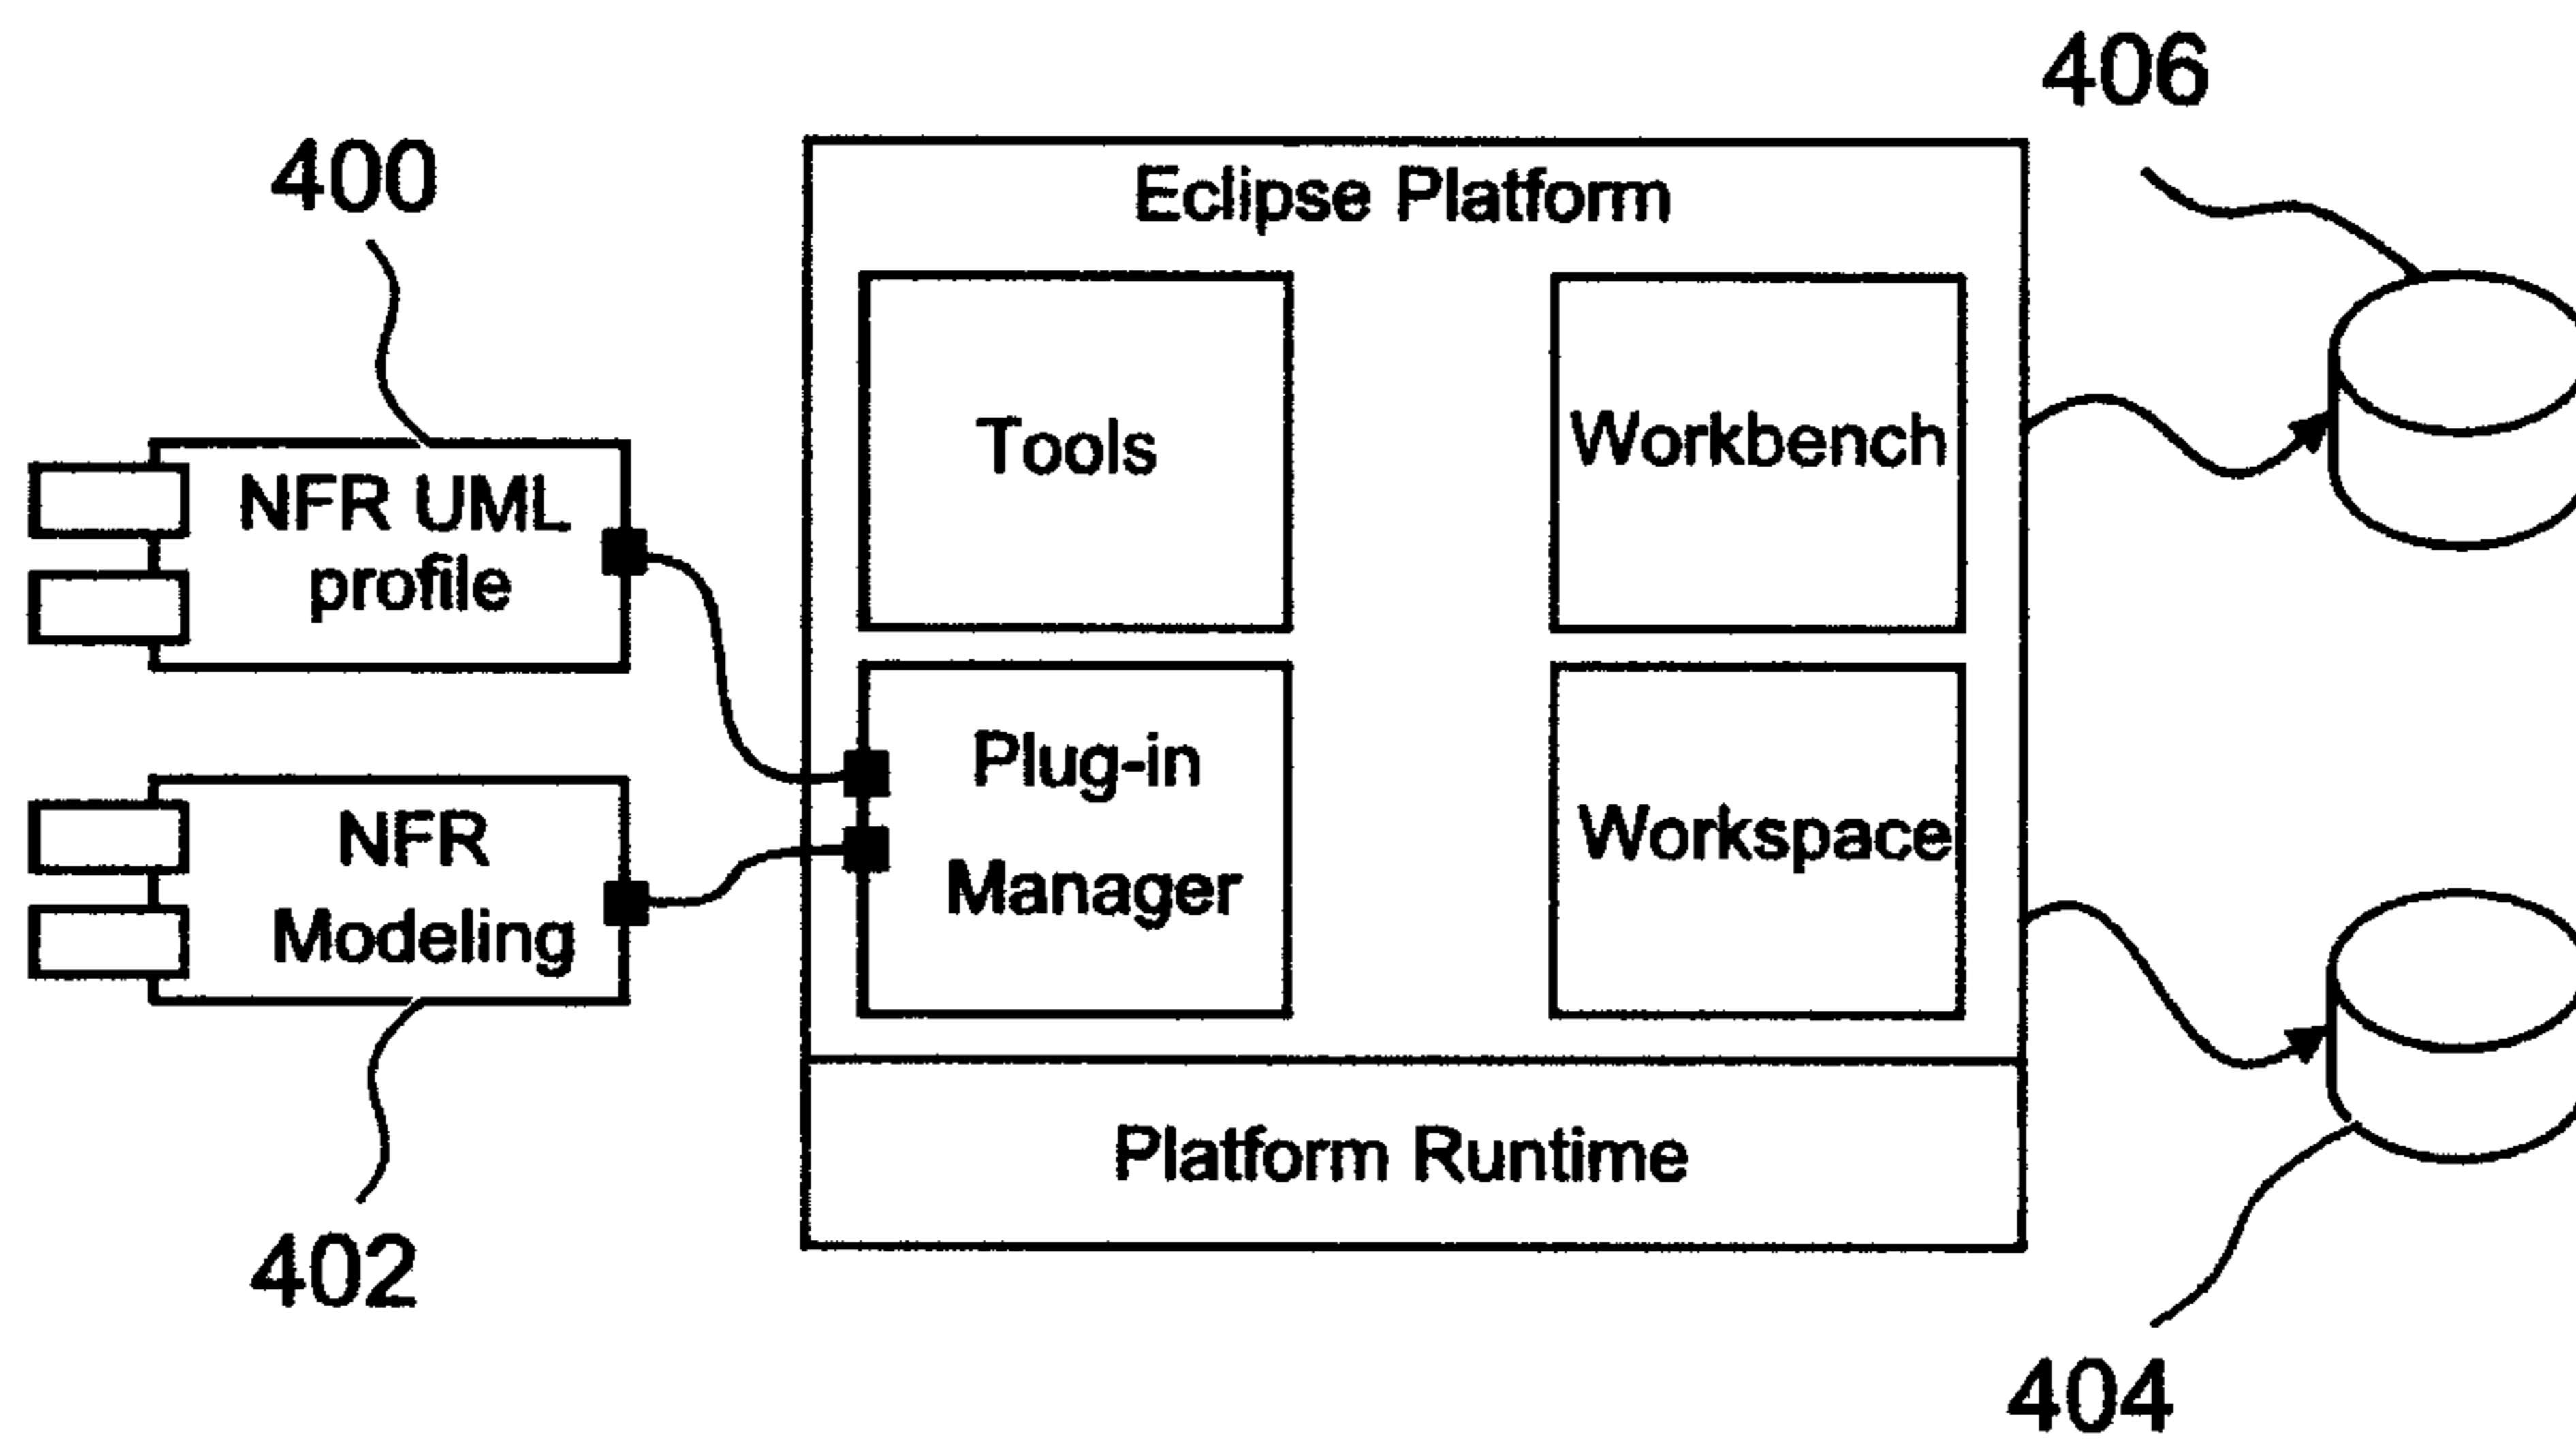 406
400
Eclipse Platform
Tools
Workbench
NFR UML
profile
Plug-in
Manager
Workspace
NFR
Modeling
Platform Runtime
402
404